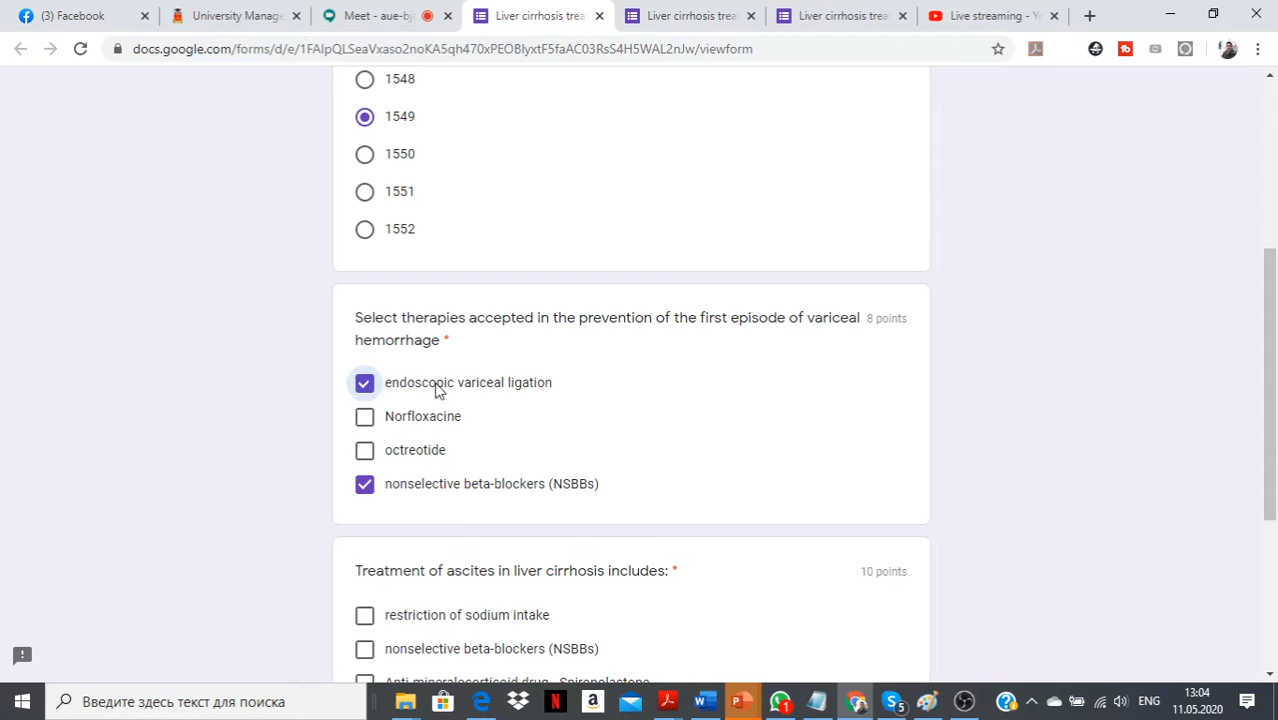 (3) Facebook
University Manage
Meet - aue-bj
Liver cirrhosis trea
Liver cirrhosis trea
Liver cirrhosis trea
Live streaming - Yo
docs.google.com/forms/d/e/1FAIpQLSeaVxaso2noKA5qh470xPEOBlyxtF5faAC03RsS4H5WAL2nJw/viewform
1548
1549
1550
1551
1552
Select therapies accepted in the prevention of the first episode of variceal
hemorrhage *
8 points
endoscopic variceal ligation
Norfloxacine
octreotide
nonselective beta-blockers (NSBBs)
Treatment of ascites in liver cirrhosis includes: *
10 points
restriction of sodium intake
nonselective beta-blockers (NSBBs)
Anti mineralocorticoid drug - Spironolactone
Введите здесь текст для поиска
ENG
13:04
11.05.2020